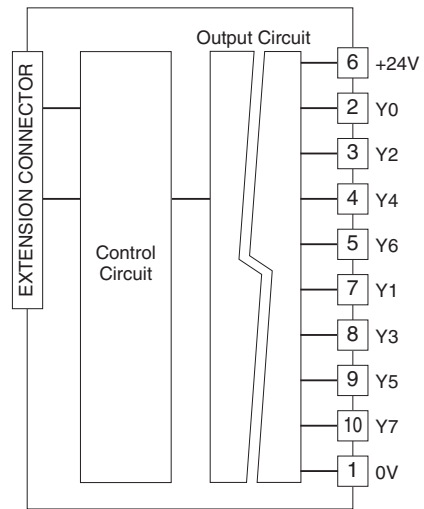 Output Circuit
EXTENSION CONNECTOR
Control
Circuit
6 +24V
2 Y0
3 Y2
4 Y4
5 Y6
7 Y1
8 Y3
9 Y5
10 Y7
1 0V